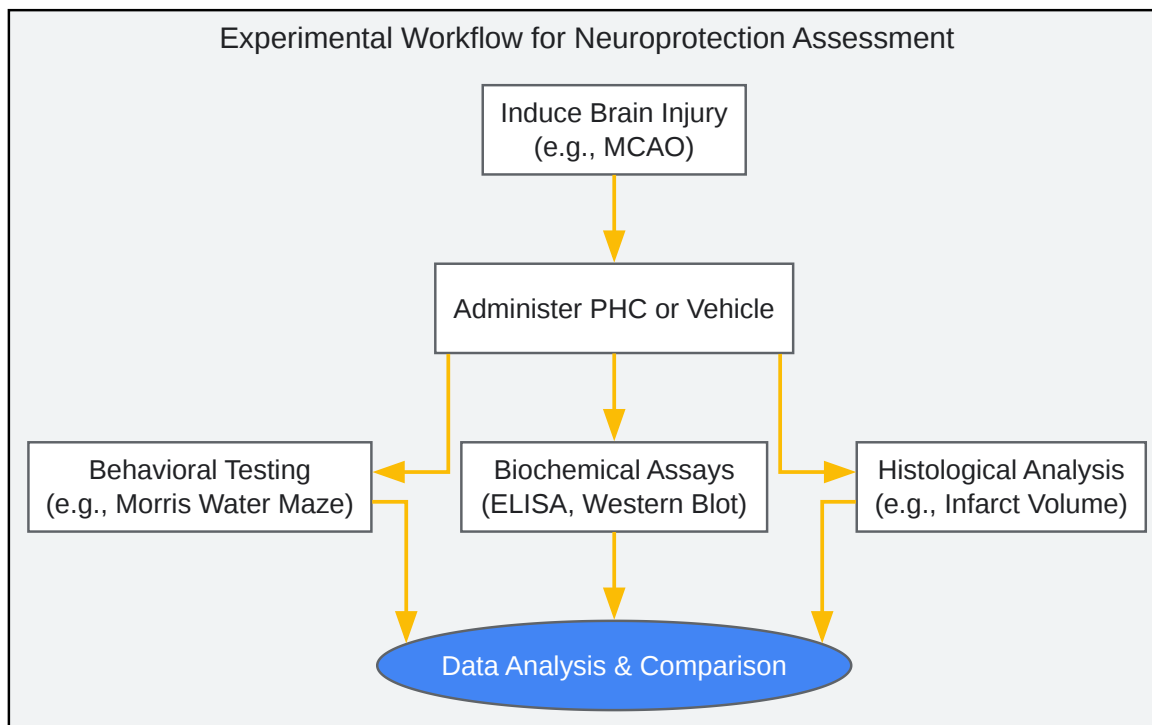 Experimental Workflow for Neuroprotection Assessment
Induce Brain Injury
(e.g., MCAO)
Administer PHC or Vehicle
Behavioral Testing
(e.g., Morris Water Maze)
Biochemical Assays
(ELISA, Western Blot)
Histological Analysis
(e.g., Infarct Volume)
Data Analysis & Comparison